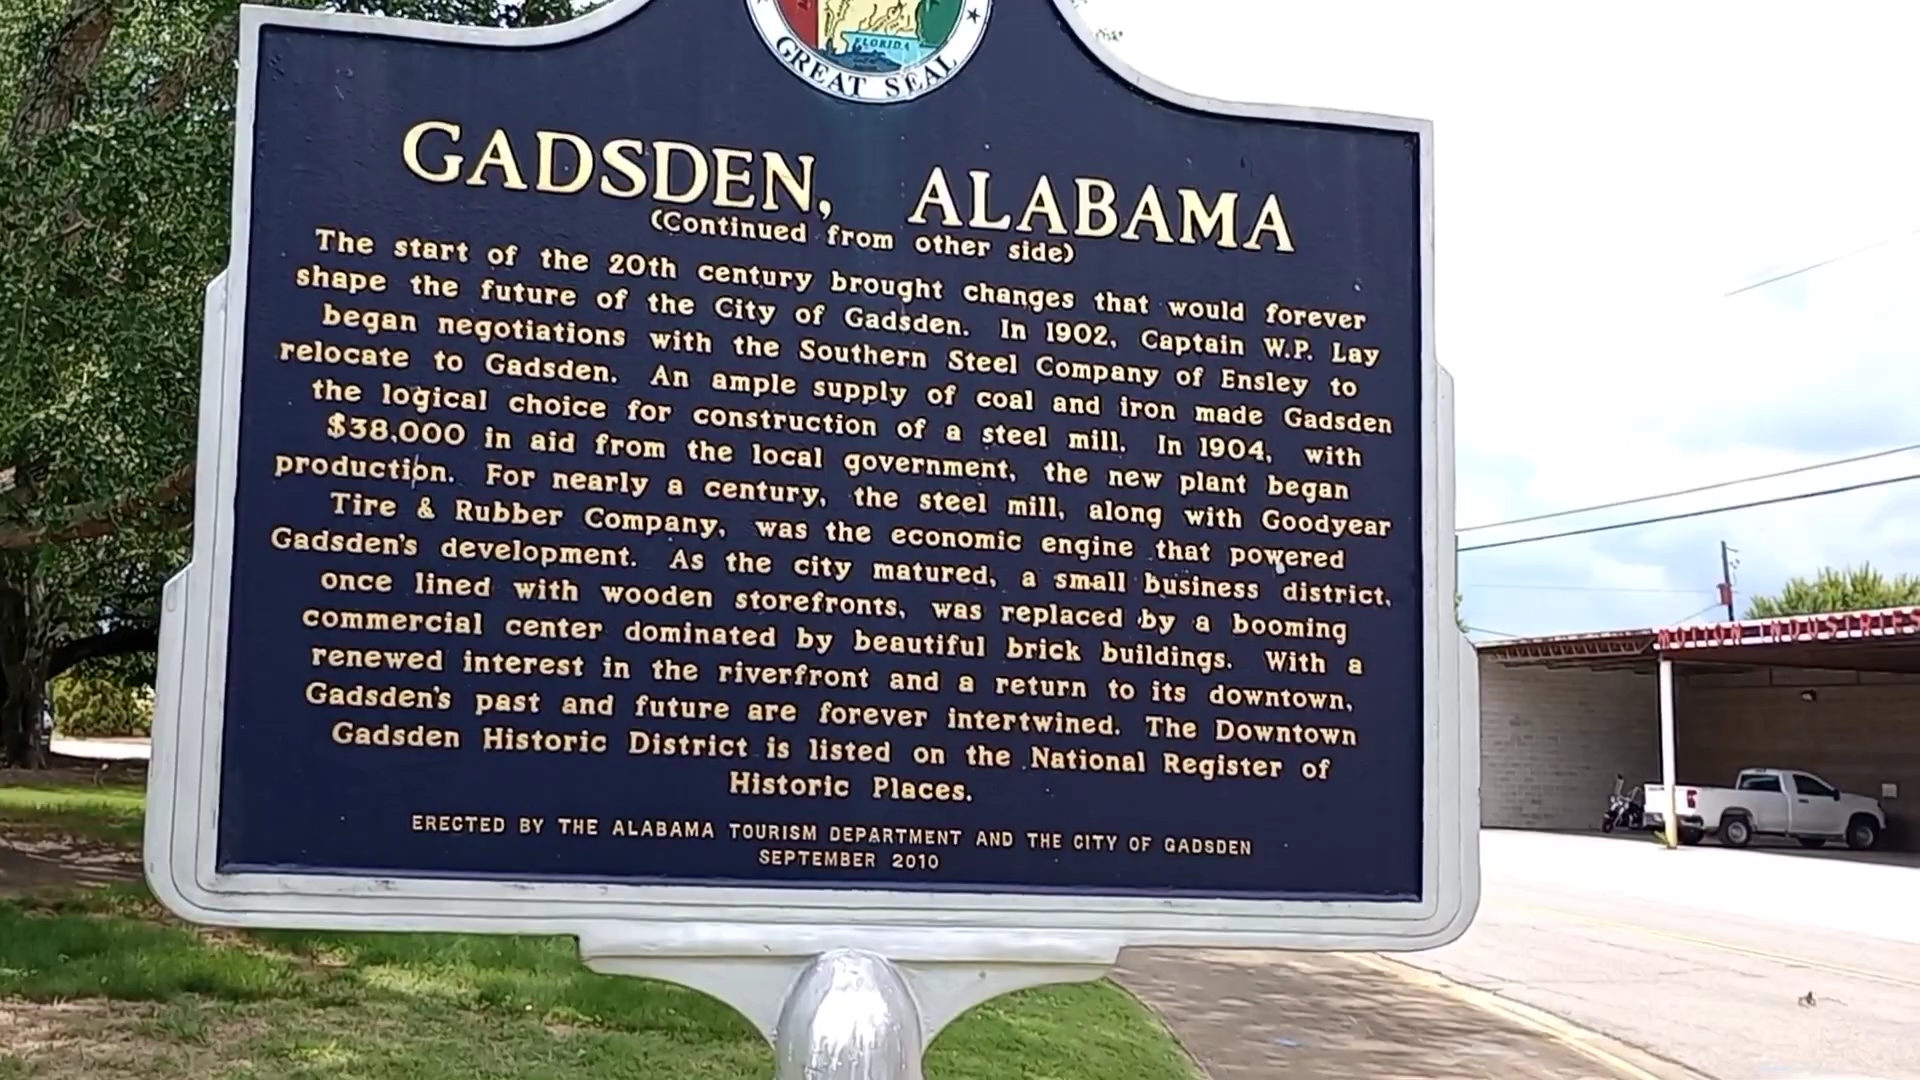 FLORIDA
GREAT SEAL
GADSDEN, ALABAMA
(Continued from other side)
The start of the 20th century brought changes that would forever
shape the future of the City of Gadsden. In 1902, Captain W.P. Lay
began negotiations with the Southern Steel Company of Ensley to
relocate to Gadsden. An ample supply of coal and iron made Gadsden
the logical choice for construction of a steel mill. In 1904, with
$38,000 in aid from the local government, the new plant began
production. For nearly a century, the steel mill, along with Goodyear
Tire & Rubber Company, was the economic engine that powered
Gadsden's development. As the city matured, a small business district,
once lined with wooden storefronts, was replaced by a booming
commercial center dominated by beautiful brick buildings. With a
renewed interest in the riverfront and a return to its downtown,
Gadsden's past and future are forever intertwined. The Downtown
Gadsden Historic District is listed on the National Register of
Historic Places.
ERECTED BY THE ALABAMA TOURISM DEPARTMENT AND THE CITY OF GADSDEN
SEPTEMBER 2010